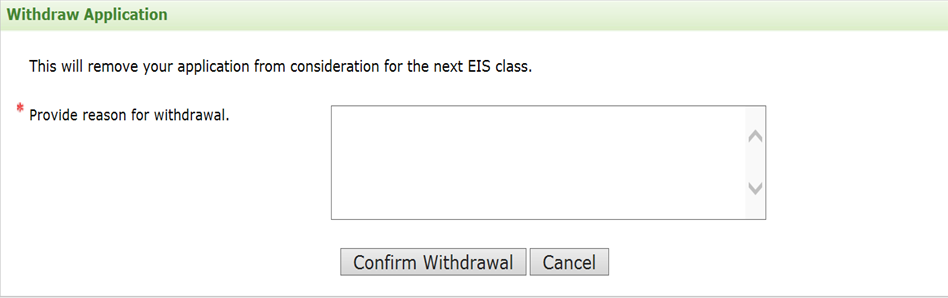 Withdraw Application
This will remove your application from consideration for the next EIS class.
* Provide reason for withdrawal.
Confirm Withdrawal Cancel